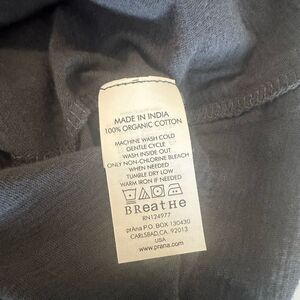 MADE IN INDIA
100% ORGANIC COTTON
MACHINE WASH COLD
GENTLE CYCLE
WASH INSIDE OUT
ONLY NON-CHLORINE BLEACH
WHEN NEEDED
TUMBLE DRY LOW
WARM IRON IF NEEDED
BReatHe
RN124977
prAna P.O. BOX 130430
CARLSBAD, CA. 92013
USA
www.prana.com